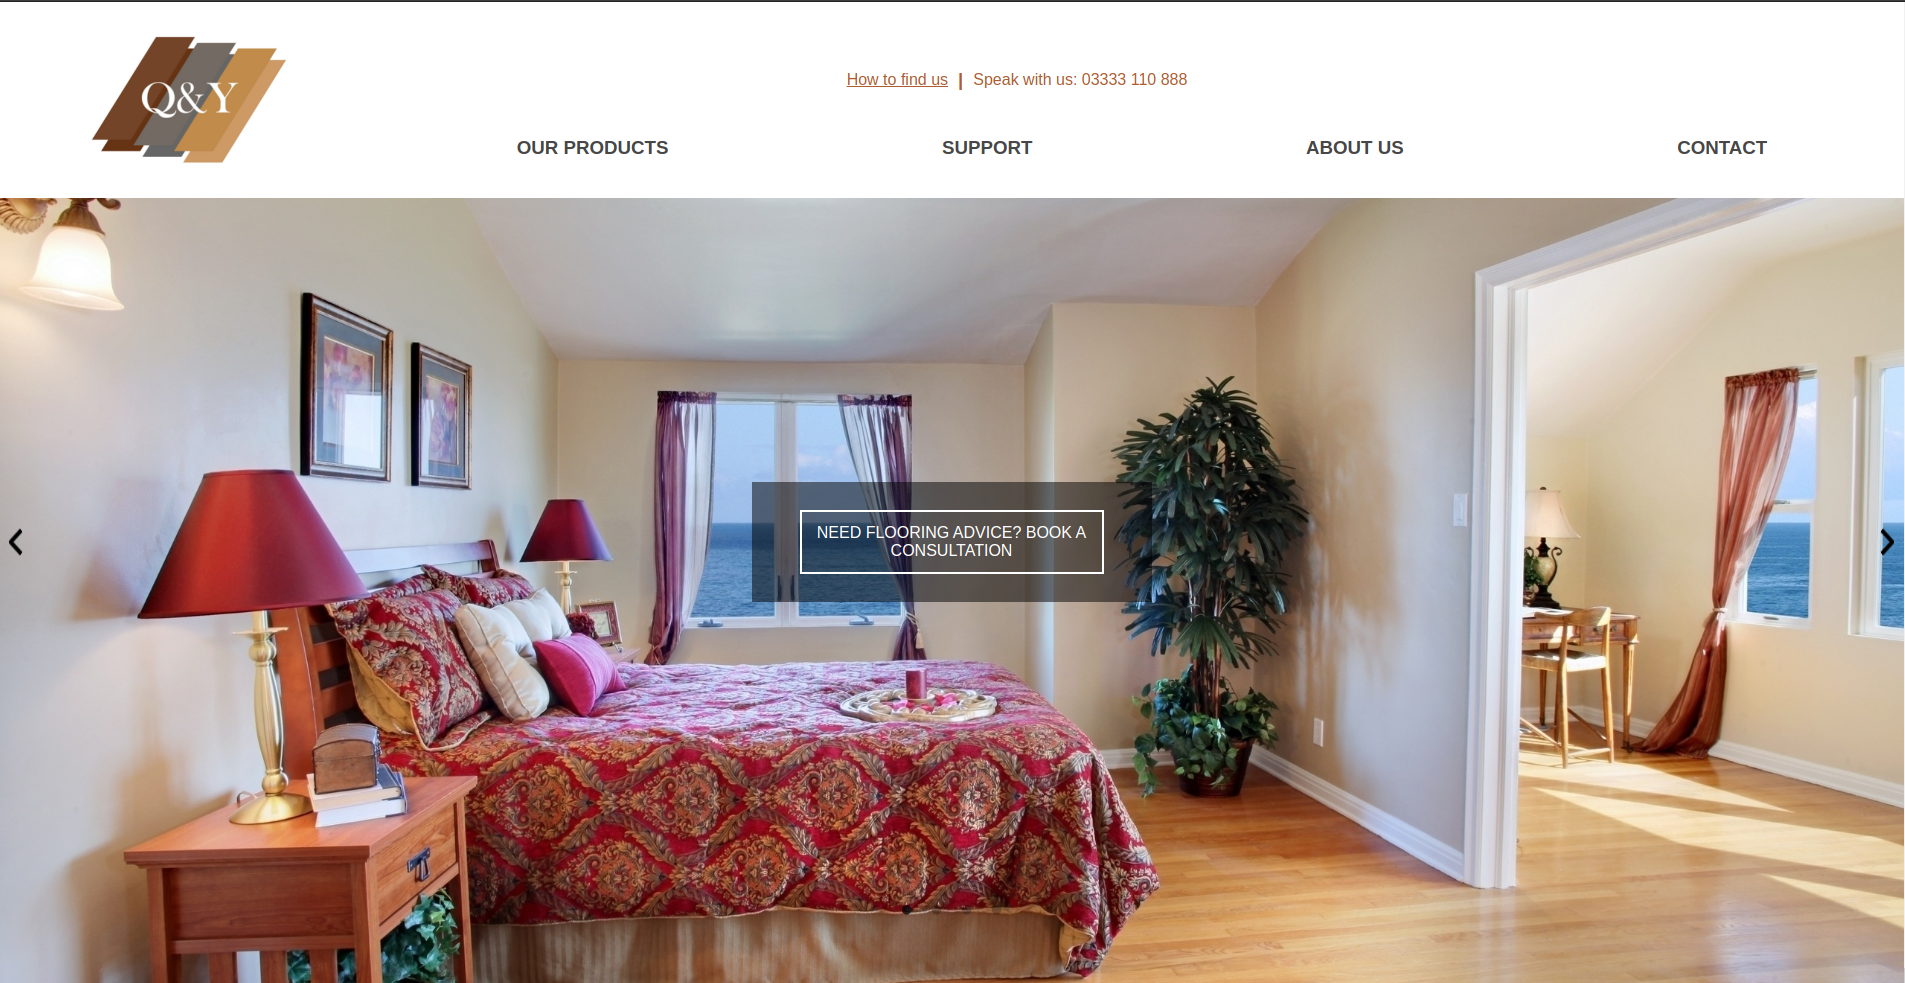 Q&Y
How to find us | Speak with us: 03333 110 888
OUR PRODUCTS SUPPORT ABOUT US CONTACT
NEED FLOORING ADVICE? BOOK A
CONSULTATION